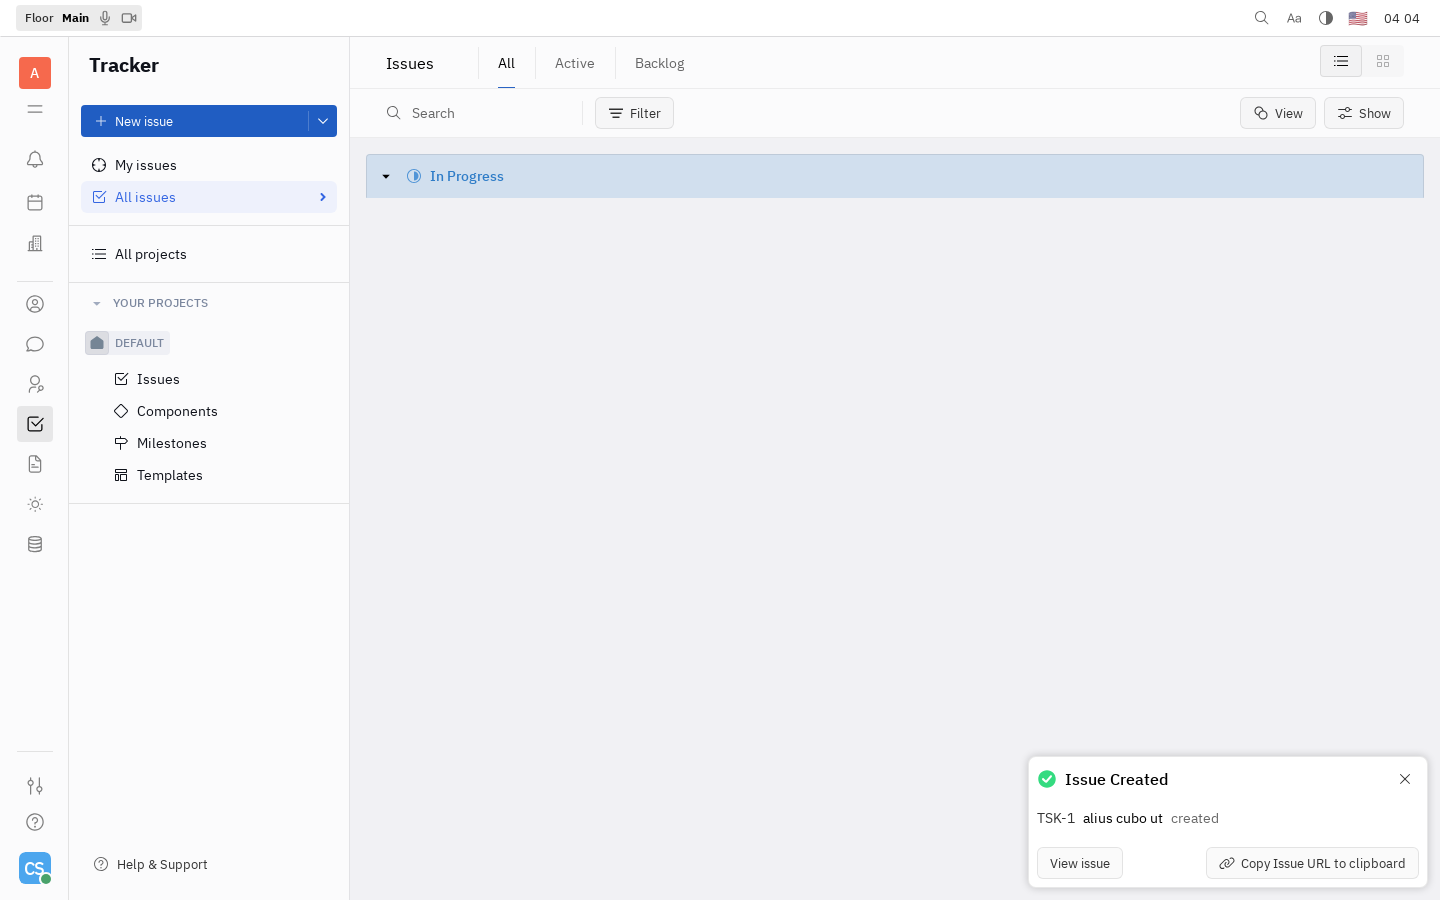 Floor Main
Aa
04 04
A
Tracker
New issue
My issues
All issues
All projects
YOUR PROJECTS
DEFAULT
Issues
Components
Milestones
Templates
CS
Help & Support
Issues
All
Active
Backlog
Search
Filter
View
Show
In Progress
Issue Created
TSK-1 alius cubo ut created
View issue
Copy Issue URL to clipboard